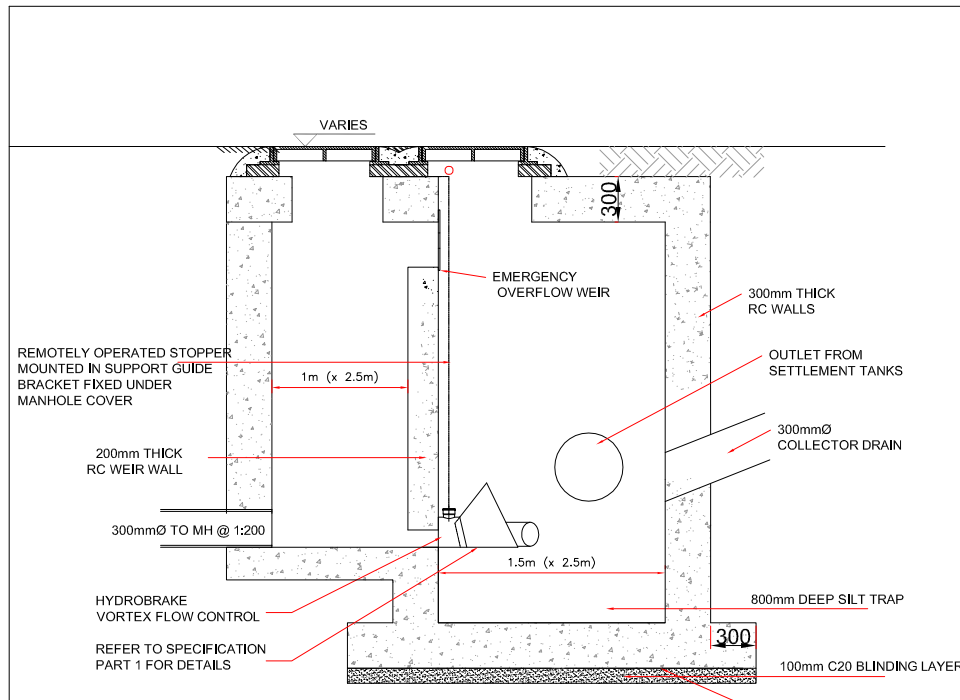 VARIES
300
EMERGENCY
OVERFLOW WEIR
300mm THICK
RC WALLS
REMOTELY OPERATED STOPPER
MOUNTED IN SUPPORT GUIDE
BRACKET FIXED UNDER
MANHOLE COVER
1m (x 2.5m)
OUTLET FROM
SETTLEMENT TANKS
300mmØ
COLLECTOR DRAIN
200mm THICK
RC WEIR WALL
300mmØ TO MH @ 1:200
1.5m (x 2.5m)
HYDROBRAKE
VORTEX FLOW CONTROL
800mm DEEP SILT TRAP
REFER TO SPECIFICATION
PART 1 FOR DETAILS
300
100mm C20 BLINDING LAYER